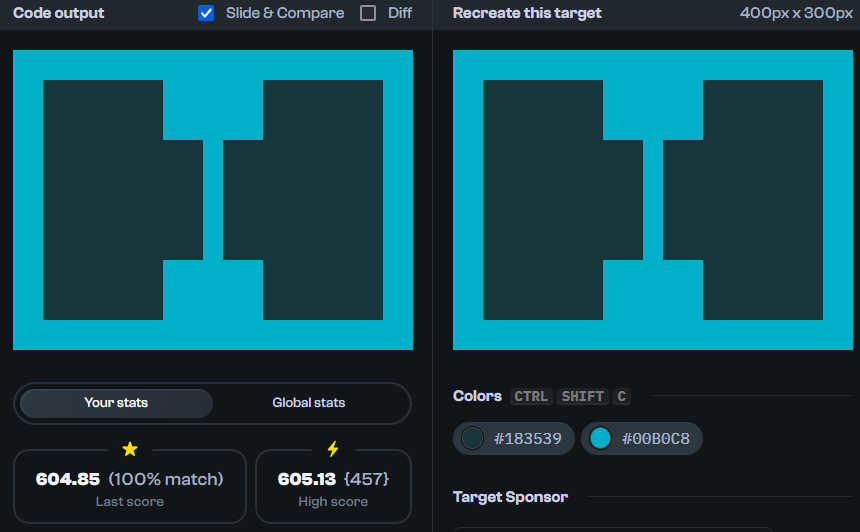 Code output Slide & Compare Diff
Recreate this target 400px x 300px
Your stats Global stats
604.85 (100% match)
Last score
605.13 {457}
High score
Colors CTRL SHIFT C
#183539 #00B0C8
Target Sponsor